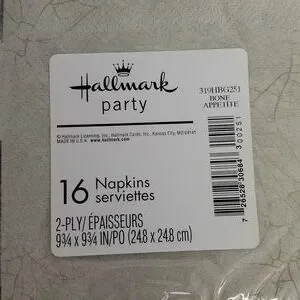 Hallmark
party
319HBG251
BONE
APPETITE
© Hallmark Licensing, Inc., Hallmark Cards, Inc., Kansas City, MO 64141
MADE IN U.S.A. www.hallmark.com
16 Napkins
serviettes
2-PLY/ÉPAISSEURS
9¾ x 9¾ IN/PO (24.8 x 24.8 cm)
7 26528 30684 300251